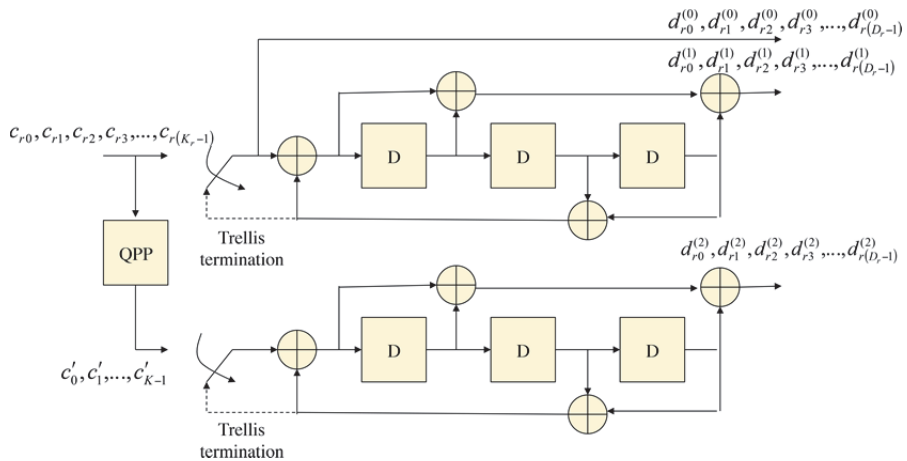 d_{r0}^{(0)}, d_{r1}^{(0)}, d_{r2}^{(0)}, d_{r3}^{(0)},..., d_{r(D_r-1)}^{(0)}
d_{r0}^{(1)}, d_{r1}^{(1)}, d_{r2}^{(1)}, d_{r3}^{(1)},..., d_{r(D_r-1)}^{(1)}
c_{r0}, c_{r1}, c_{r2}, c_{r3},..., c_{r(K_r-1)}
D
D
D
Trellis
termination
QPP
d_{r0}^{(2)}, d_{r1}^{(2)}, d_{r2}^{(2)}, d_{r3}^{(2)},..., d_{r(D_r-1)}^{(2)}
D
D
D
c'_0, c'_1,..., c'_{K-1}
Trellis
termination